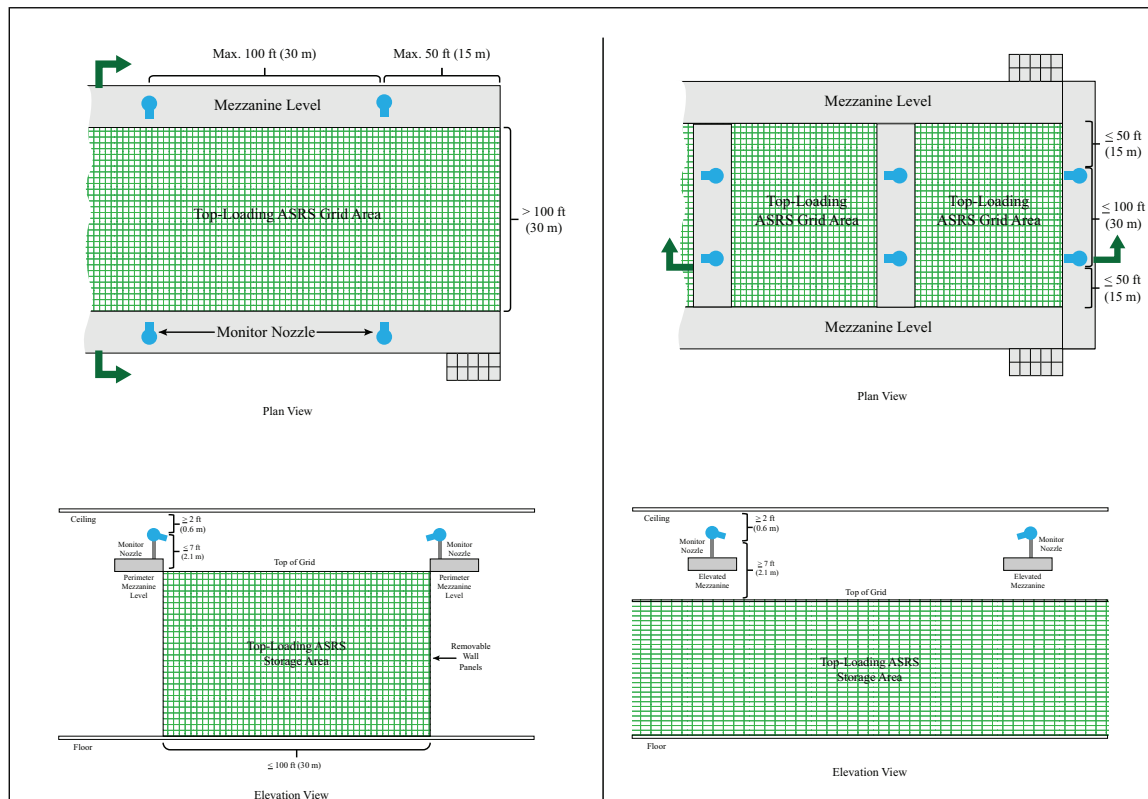 Max. 100 ft (30 m)
Max. 50 ft (15 m)
Mezzanine Level
Top-Loading ASRS Grid Area
> 100 ft
(30 m)
Monitor Nozzle
Plan View
Ceiling
≥ 2 ft
(0.6 m)
Monitor
Nozzle
≤ 7 ft
(2.1 m)
Monitor
Nozzle
Top of Grid
Perimeter
Mezzanine
Level
Perimeter
Mezzanine
Level
Top-Loading ASRS
Storage Area
Removable
Wall
Panels
Floor
≤ 100 ft (30 m)
Elevation View
Mezzanine Level
≤ 50 ft
(15 m)
Top-Loading
ASRS Grid Area
Top-Loading
ASRS Grid Area
≤ 100 ft
(30 m)
≤ 50 ft
(15 m)
Mezzanine Level
Plan View
Ceiling
≥ 2 ft
(0.6 m)
Monitor
Nozzle
Monitor
Nozzle
Elevated
Mezzanine
≥ 7 ft
(2.1 m)
Elevated
Mezzanine
Top of Grid
Top-Loading ASRS
Storage Area
Floor
Elevation View